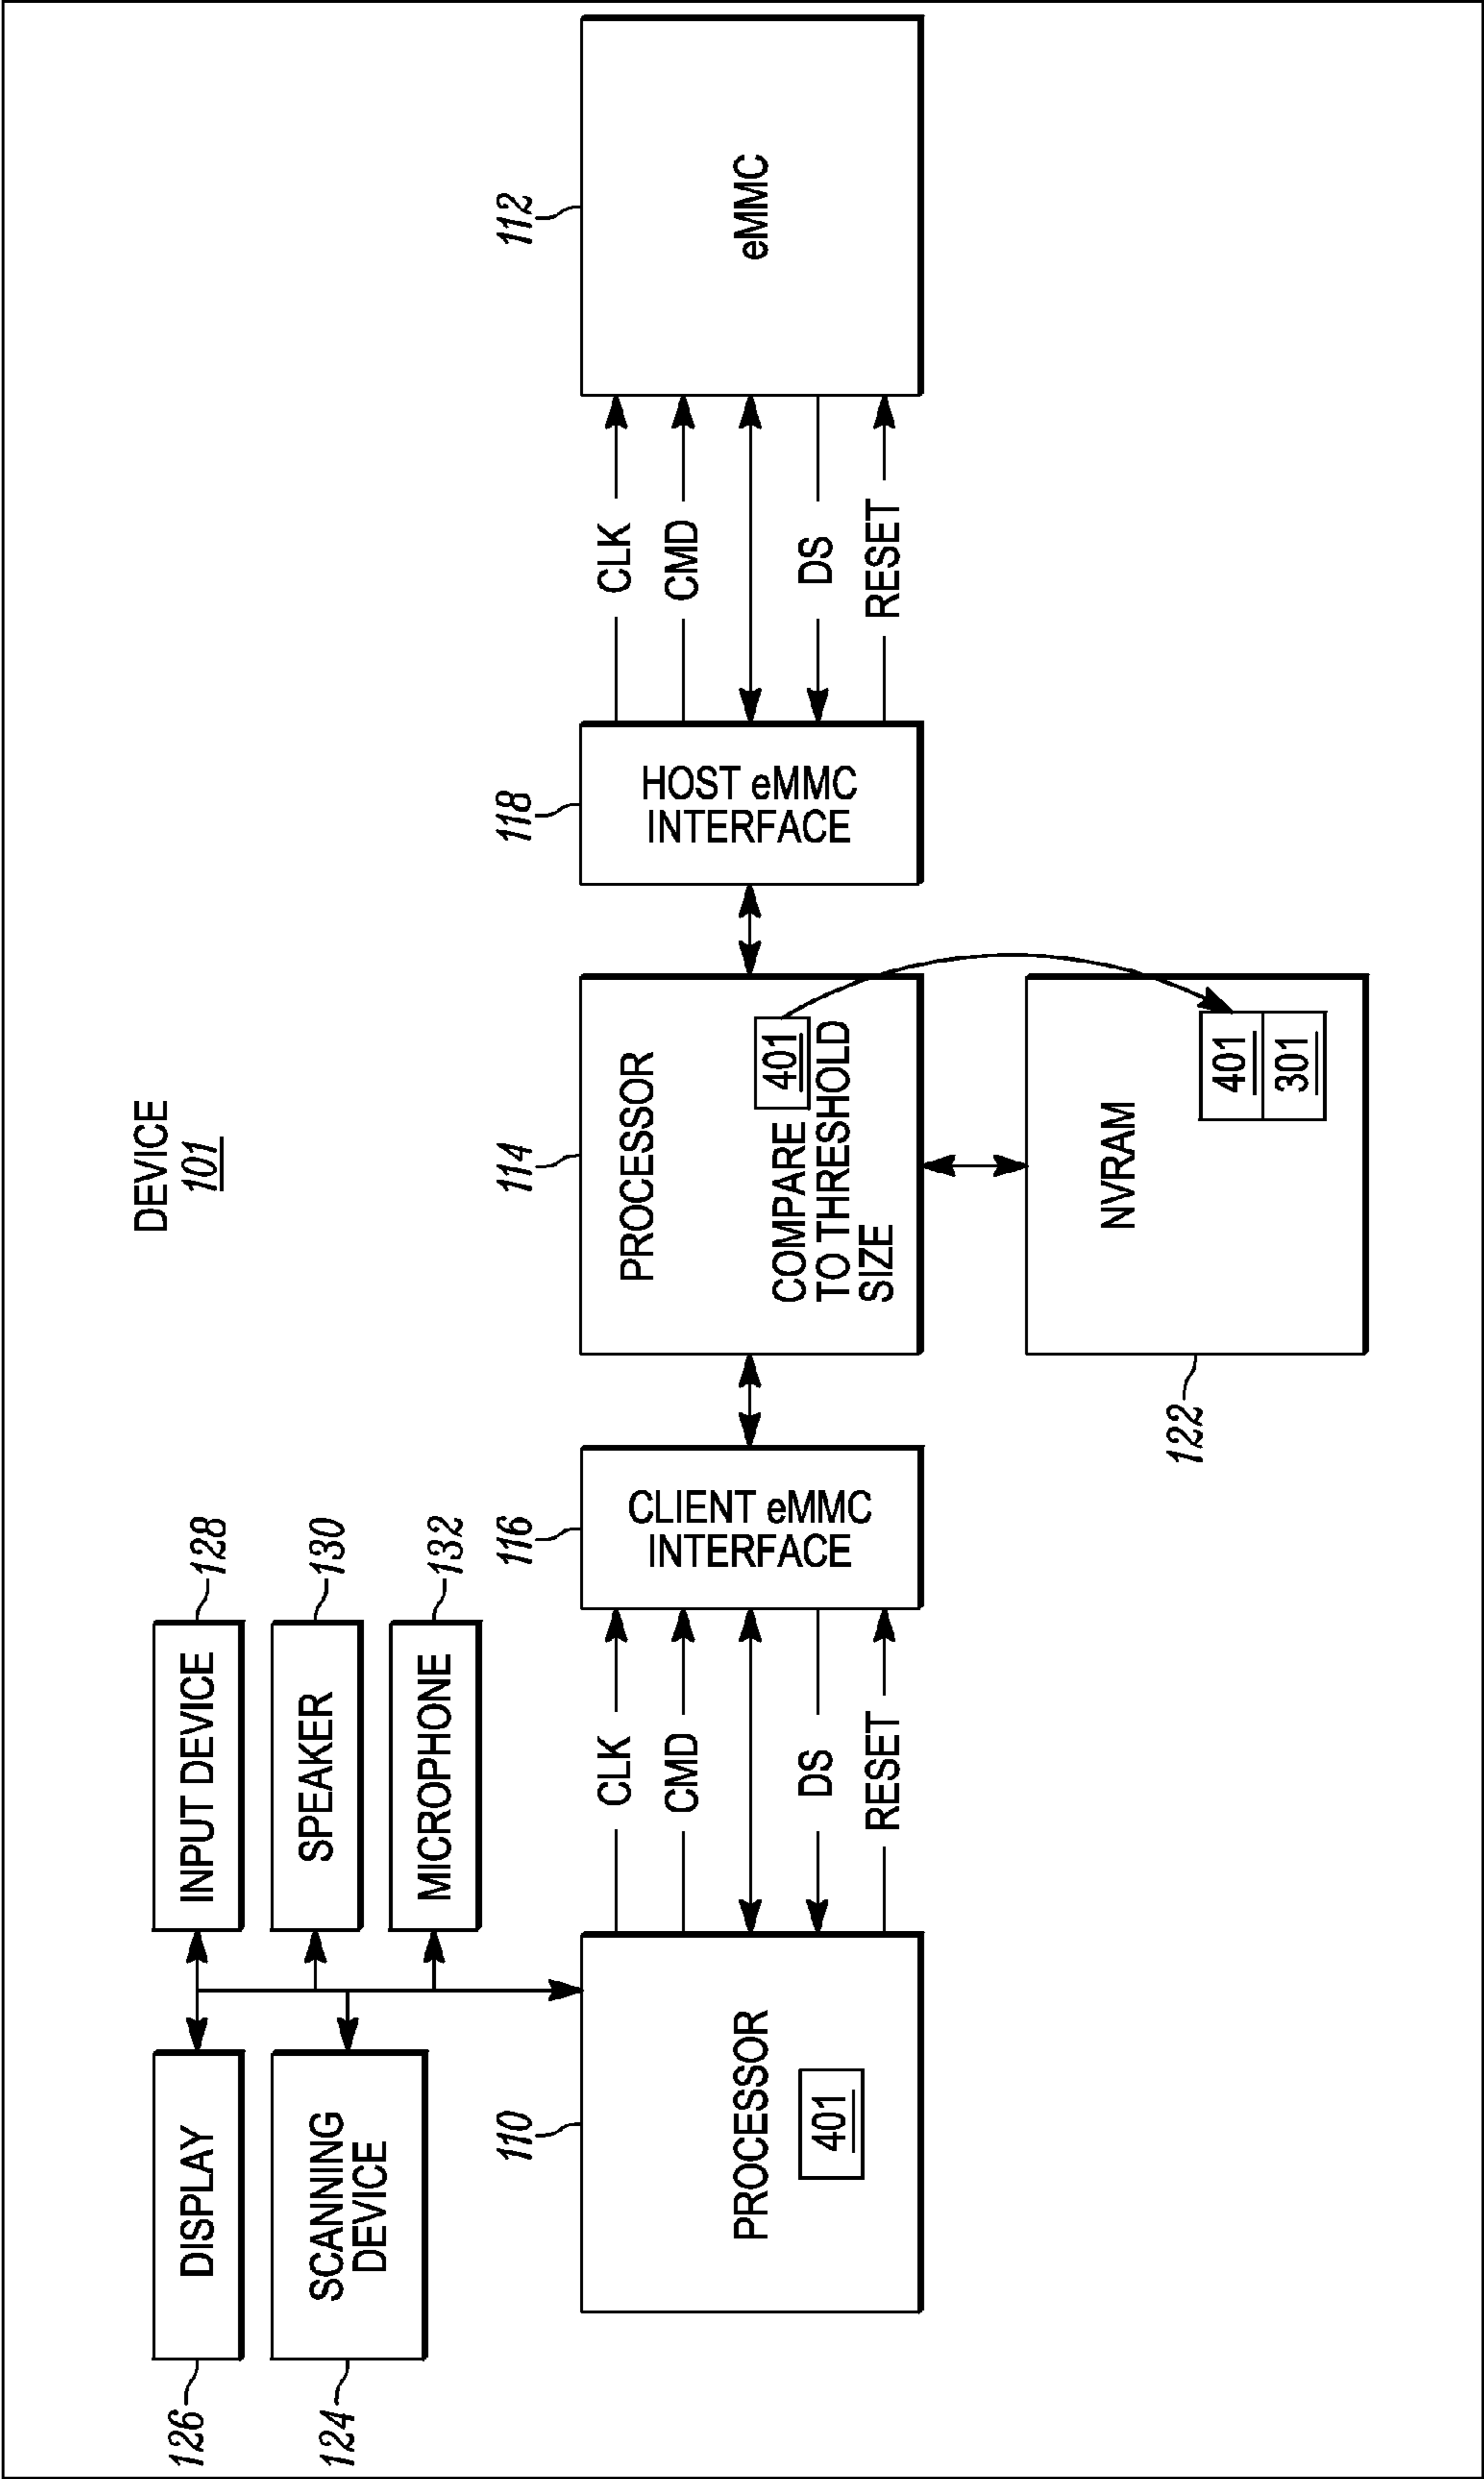 DEVICE
101
126
DISPLAY
INPUT DEVICE
128
124
SCANNING
DEVICE
SPEAKER
130
MICROPHONE
132
110
PROCESSOR
401
CLK
CMD
DS
RESET
116
CLIENT eMMC
INTERFACE
114
PROCESSOR
COMPARE
TO THRESHOLD
SIZE
401
118
HOST eMMC
INTERFACE
CLK
CMD
DS
RESET
112
eMMC
122
NVRAM
401
301